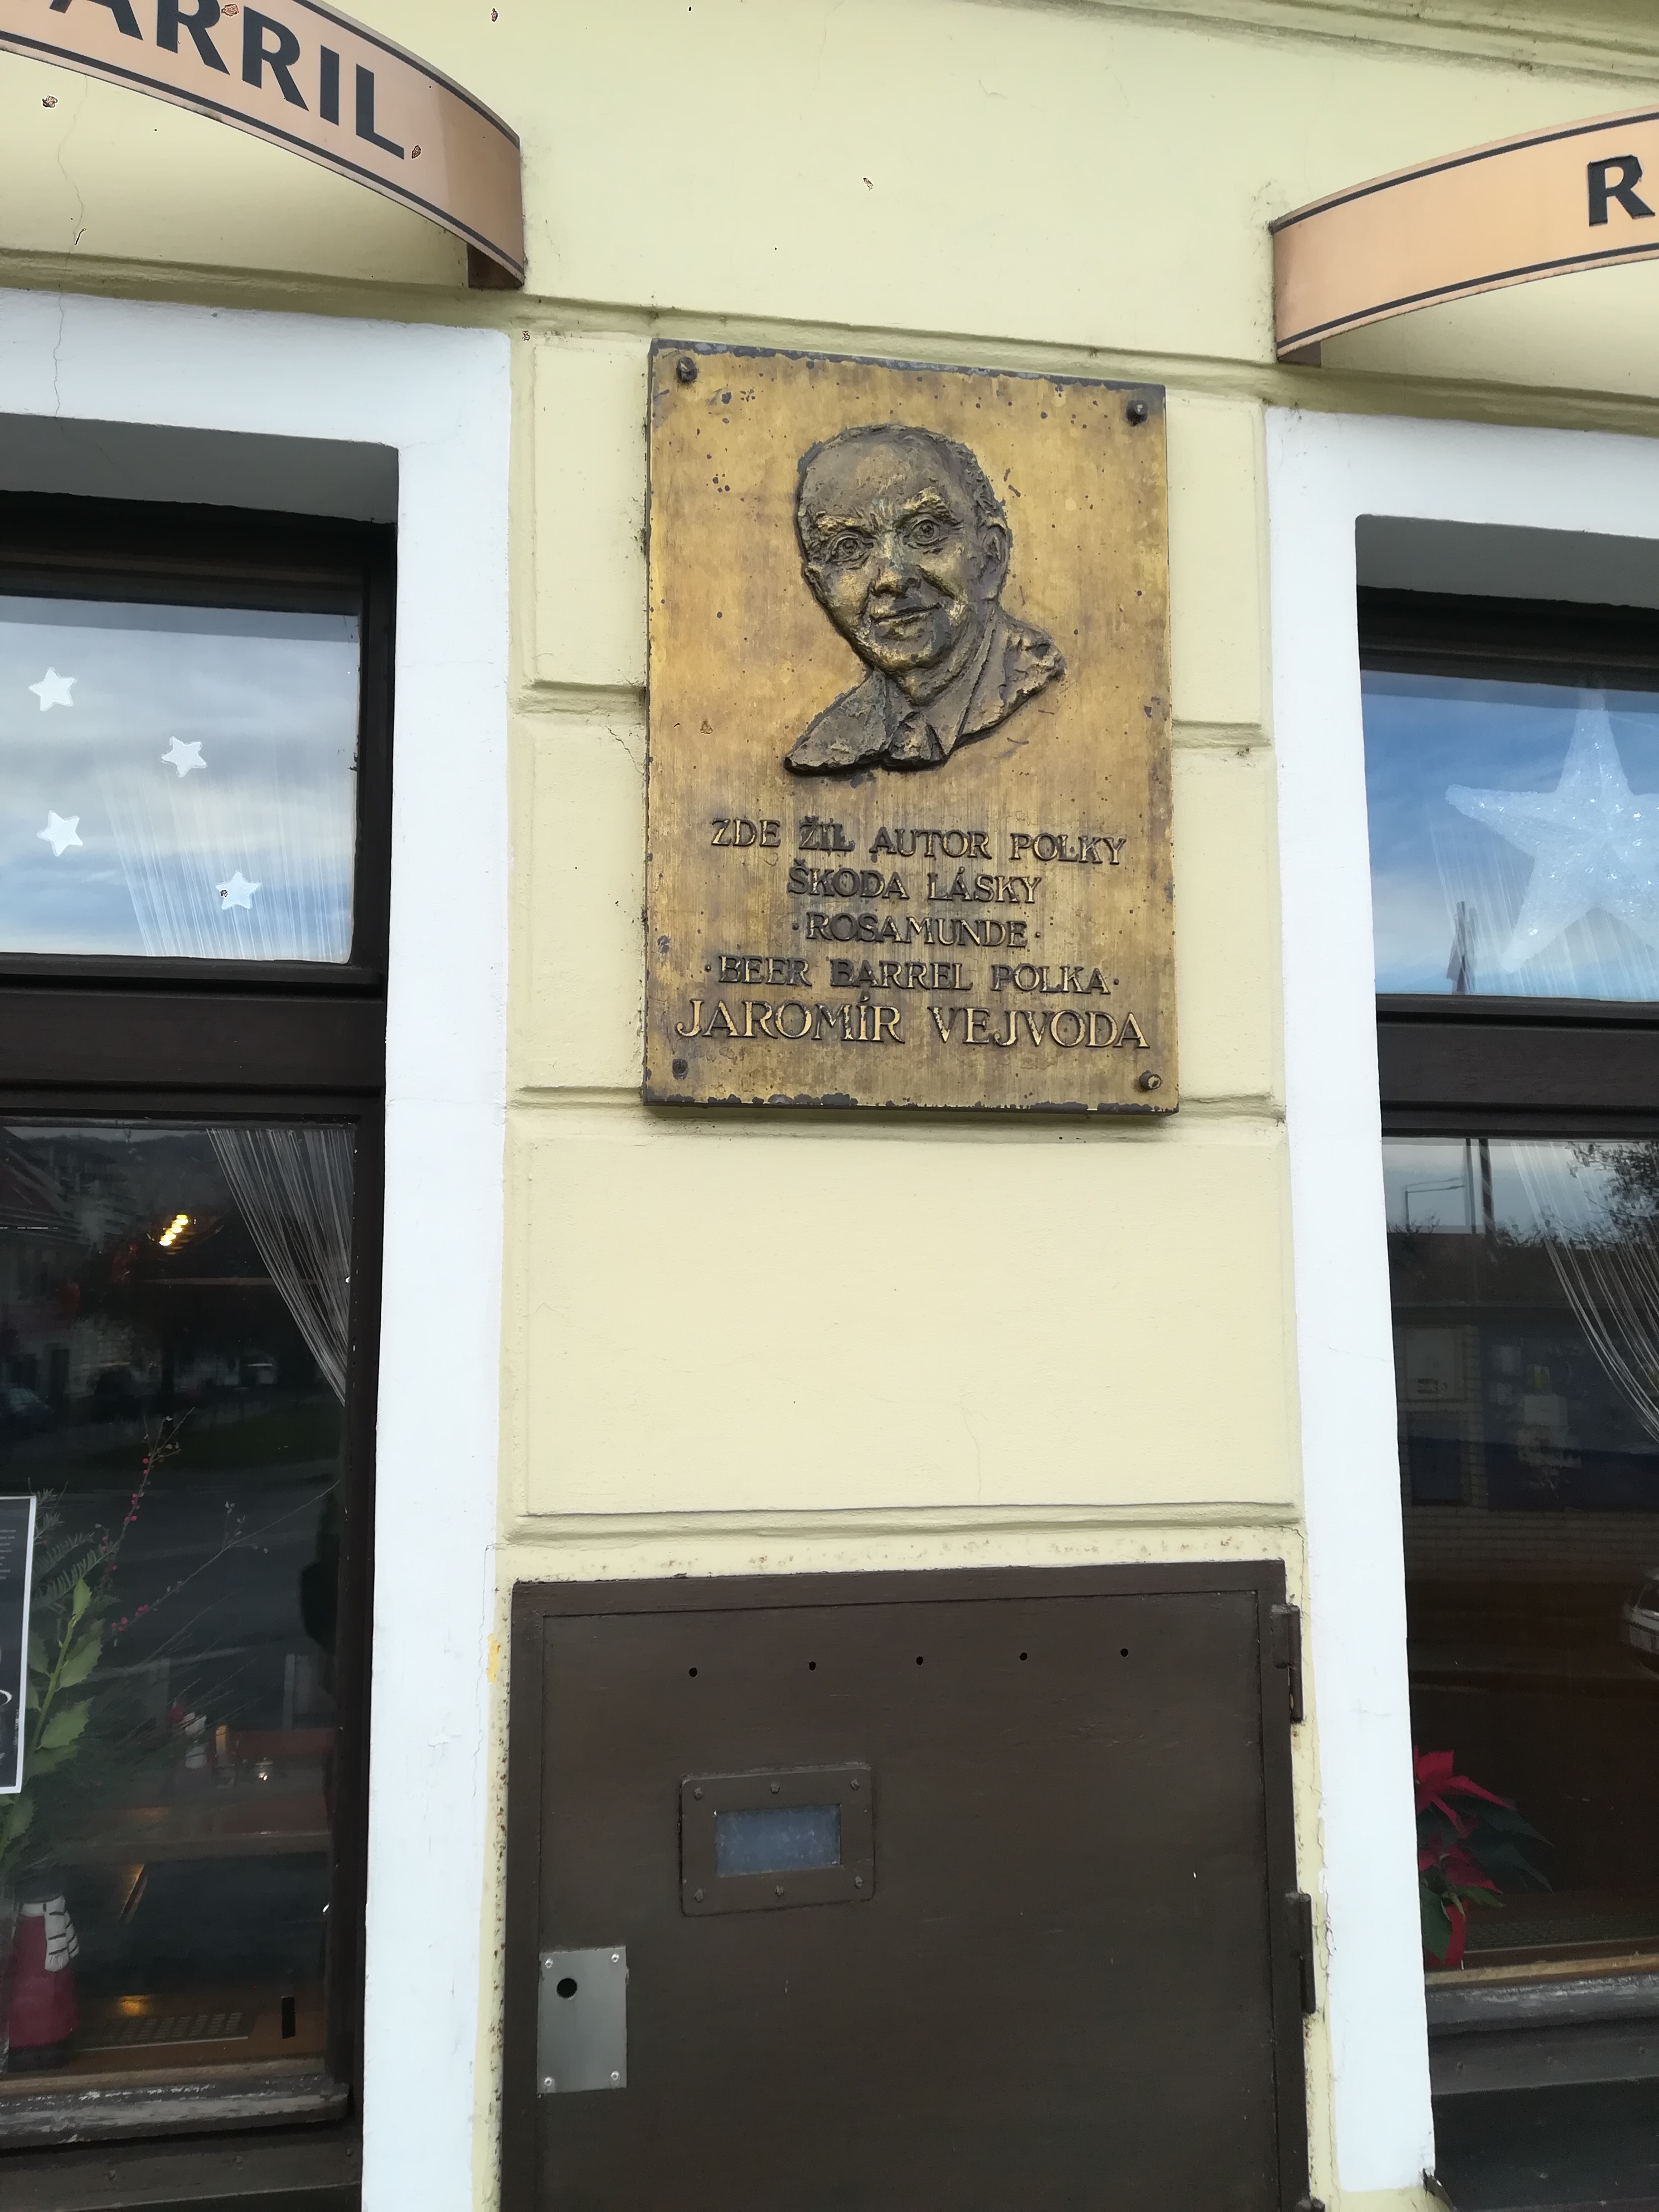 ARRIL
R
ZDE ŽIL AUTOR POLKY
ŠKODA LÁSKY
·ROSAMUNDE·
·BEER BARREL POLKA·
JAROMÍR VEJVODA